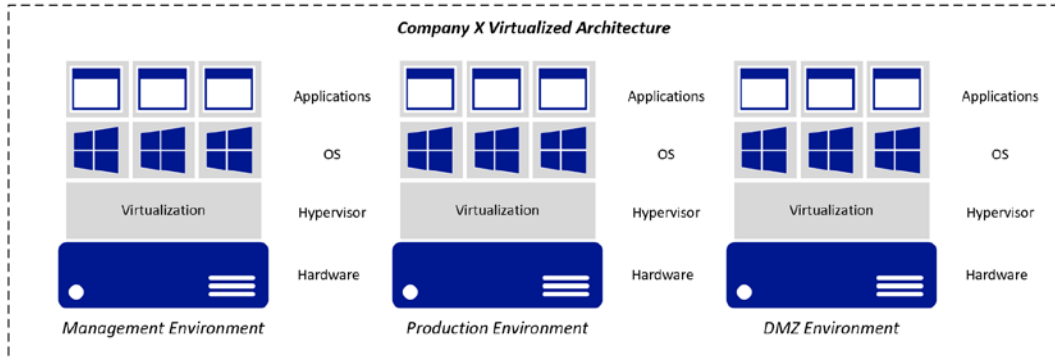 Company X Virtualized Architecture
Applications Applications Applications
OS OS OS
Virtualization Hypervisor Virtualization Hypervisor Virtualization Hypervisor
Hardware Hardware Hardware
Management Environment Production Environment DMZ Environment